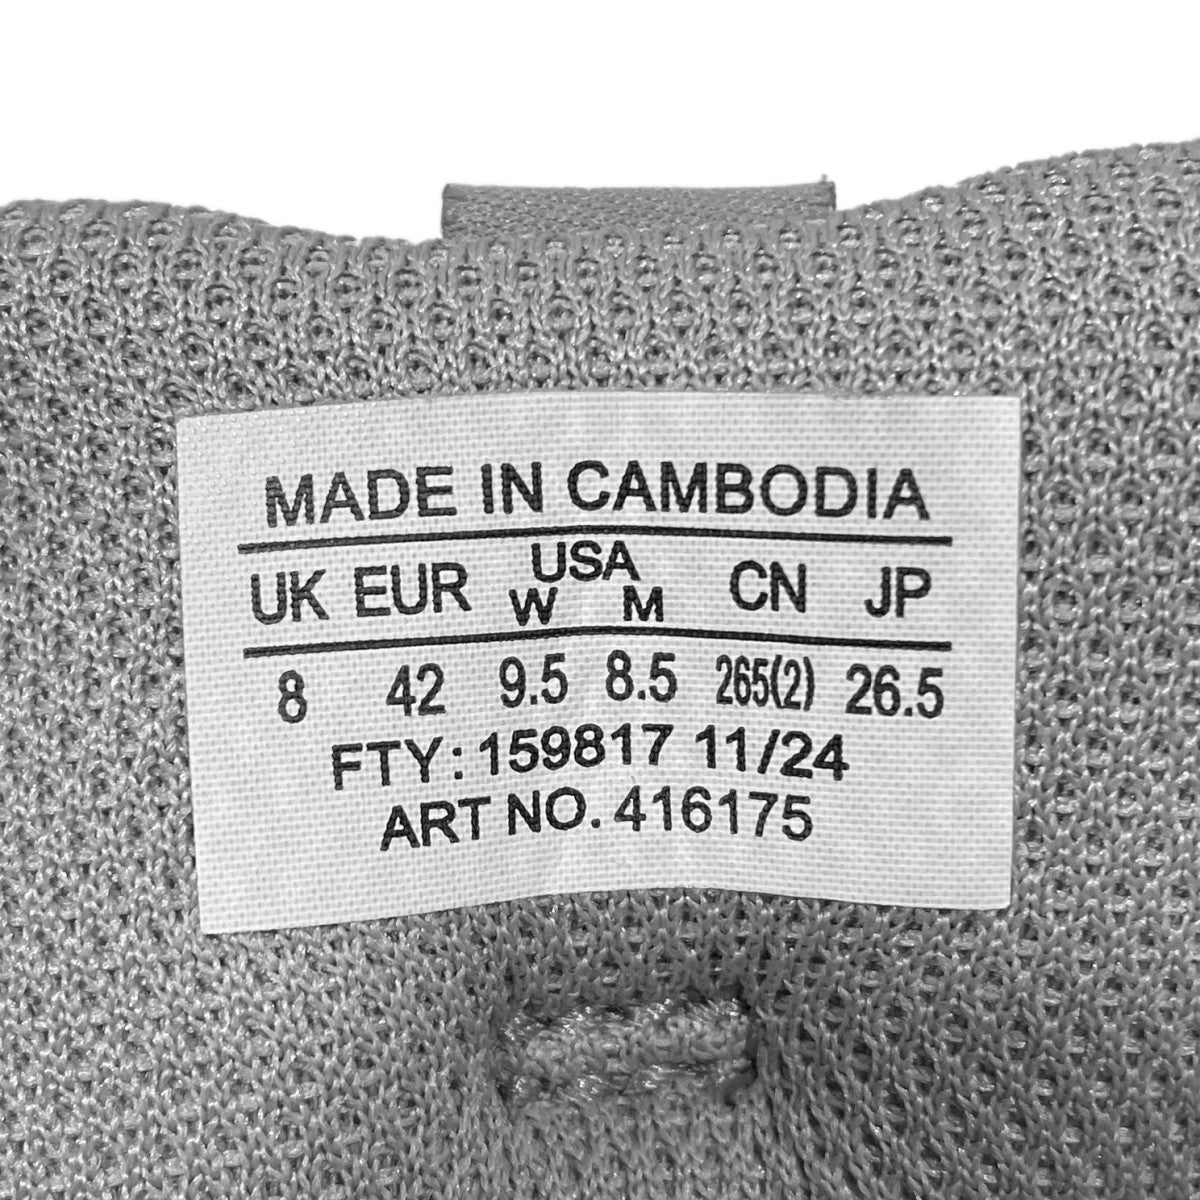 MADE IN CAMBODIA
UK EUR USA W M CN JP
8 42 9.5 8.5 265(2) 26.5
FTY: 159817 11/24
ART NO. 416175